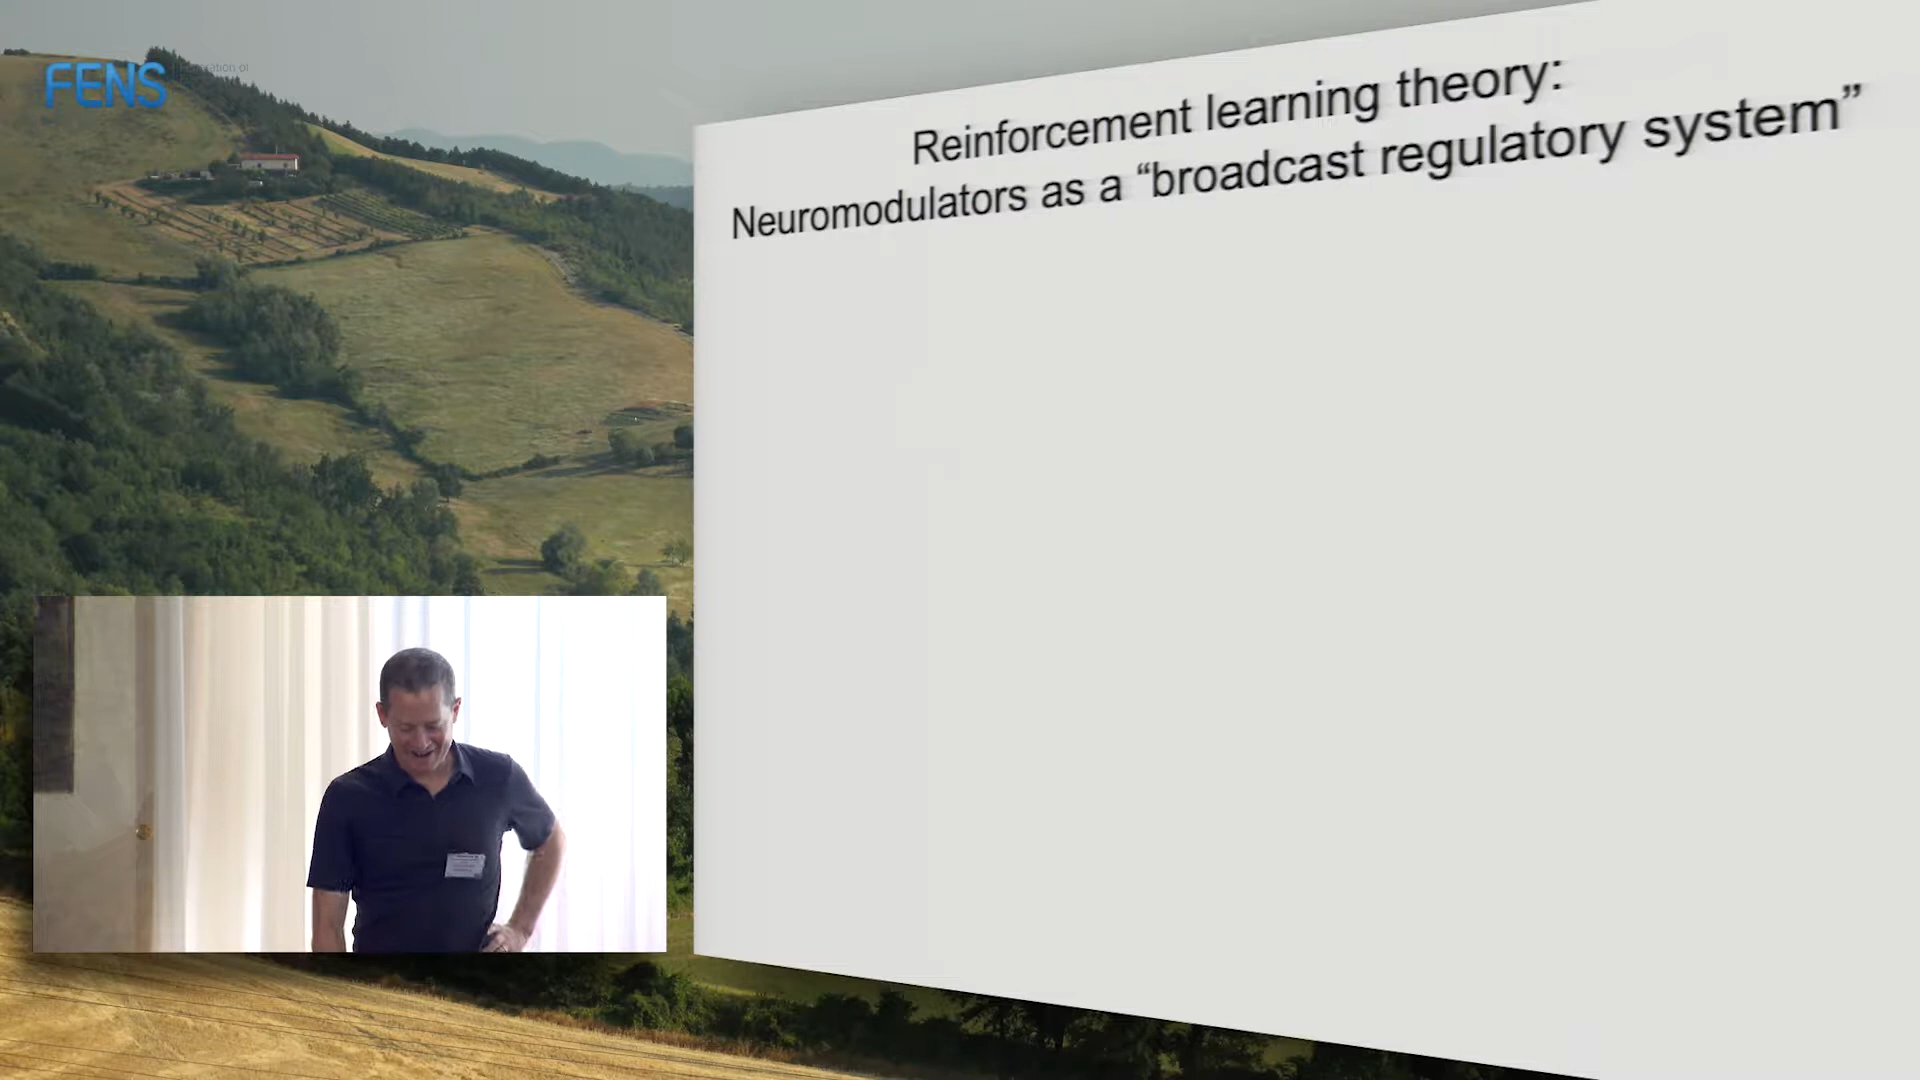 FENS
Reinforcement learning theory:
Neuromodulators as a “broadcast regulatory system”